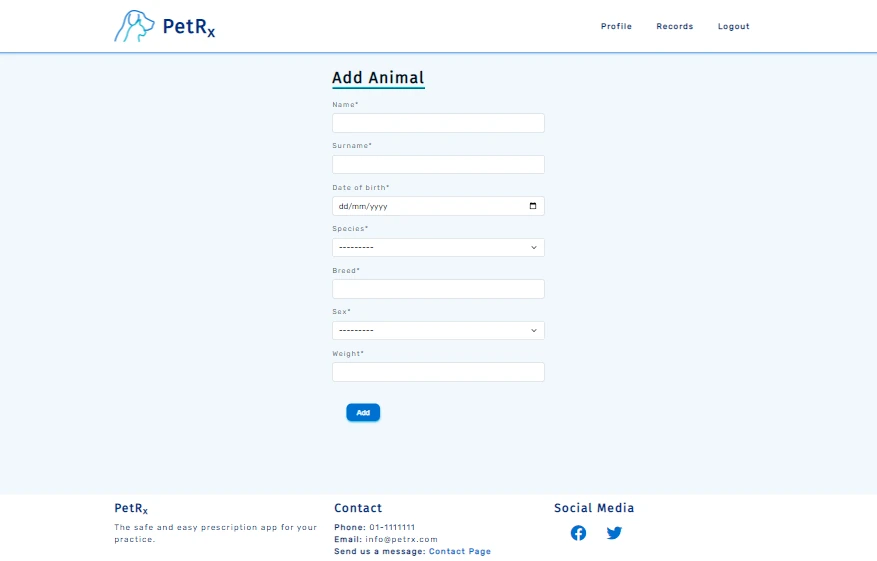 PetRx
Profile Records Logout
Add Animal
Name*
Surname*
Date of birth*
dd/mm/yyyy
Species*
---------
Breed*
Sex*
---------
Weight*
Add
PetRx
The safe and easy prescription app for your
practice.
Contact
Phone: 01-1111111
Email: info@petrx.com
Send us a message: Contact Page
Social Media